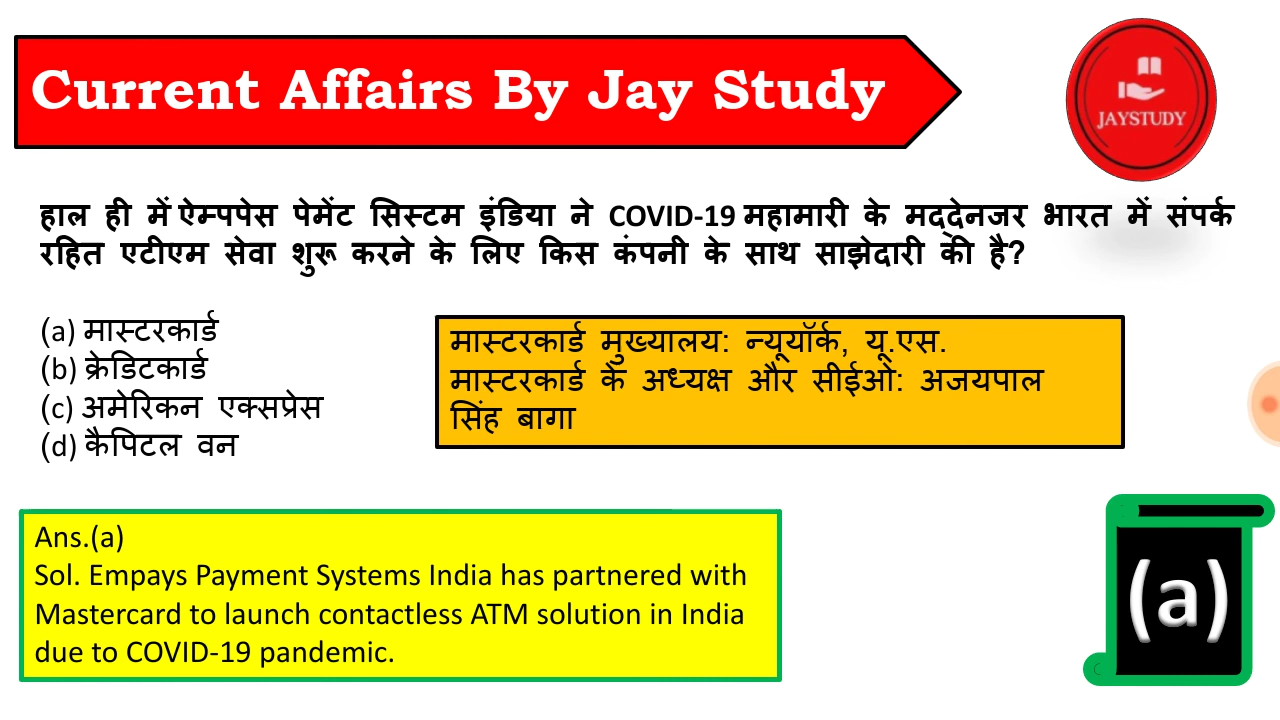 Current Affairs By Jay Study
JAYSTUDY
हाल ही में ऐम्पपेस पेमेंट सिस्टम इंडिया ने COVID-19 महामारी के मद्देनजर भारत में संपर्क
रहित एटीएम सेवा शुरू करने के लिए किस कंपनी के साथ साझेदारी की है?
(a) मास्टरकार्ड
(b) क्रेडिटकार्ड
(c) अमेरिकन एक्सप्रेस
(d) कैपिटल वन
मास्टरकार्ड मुख्यालय: न्यूयॉर्क, यू.एस.
मास्टरकार्ड के अध्यक्ष और सीईओ: अजयपाल
सिंह बागा
Ans.(a)
Sol. Empays Payment Systems India has partnered with
Mastercard to launch contactless ATM solution in India
due to COVID-19 pandemic.
(a)